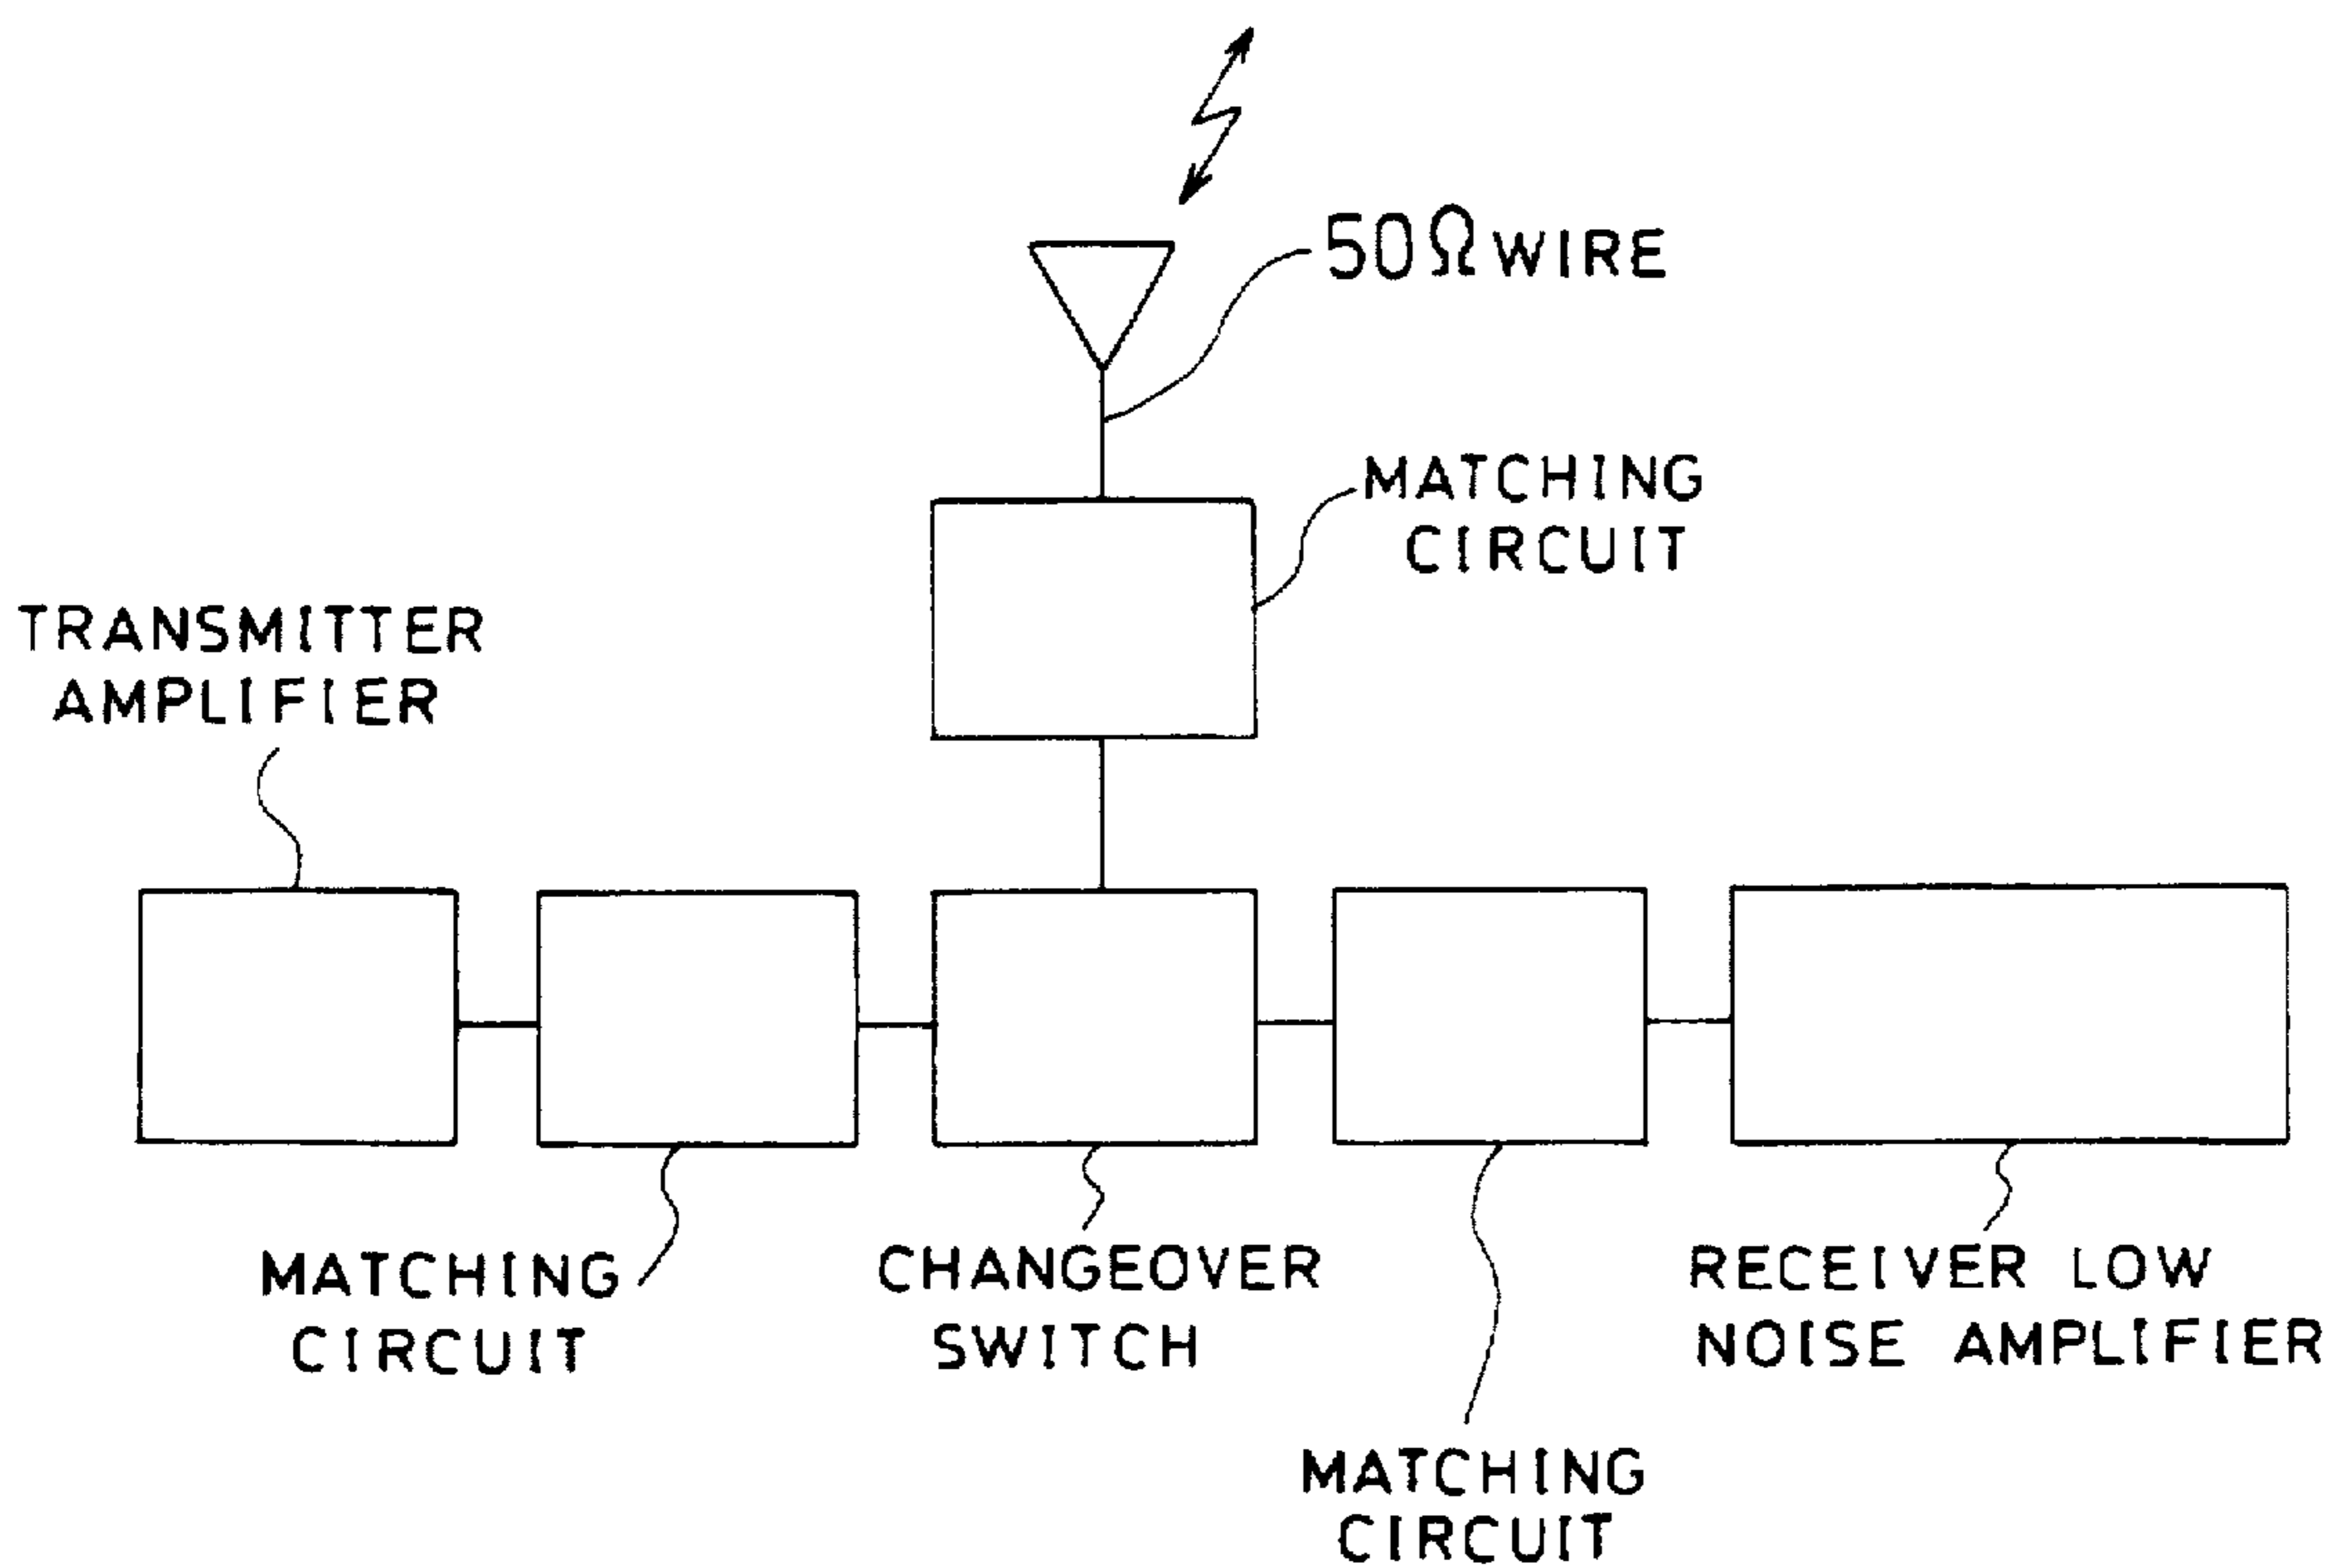 50Ω WIRE
MATCHING
CIRCUIT
TRANSMITTER
AMPLIFIER
MATCHING
CIRCUIT
CHANGEOVER
SWITCH
MATCHING
CIRCUIT
RECEIVER LOW
NOISE AMPLIFIER